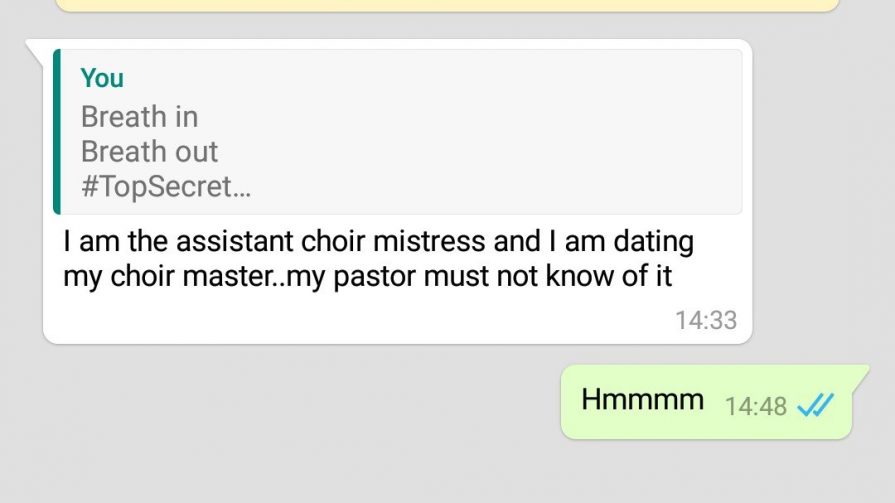 You
Breath in
Breath out
#TopSecret...
I am the assistant choir mistress and I am dating
my choir master..my pastor must not know of it
14:33
Hmmmm 14:48